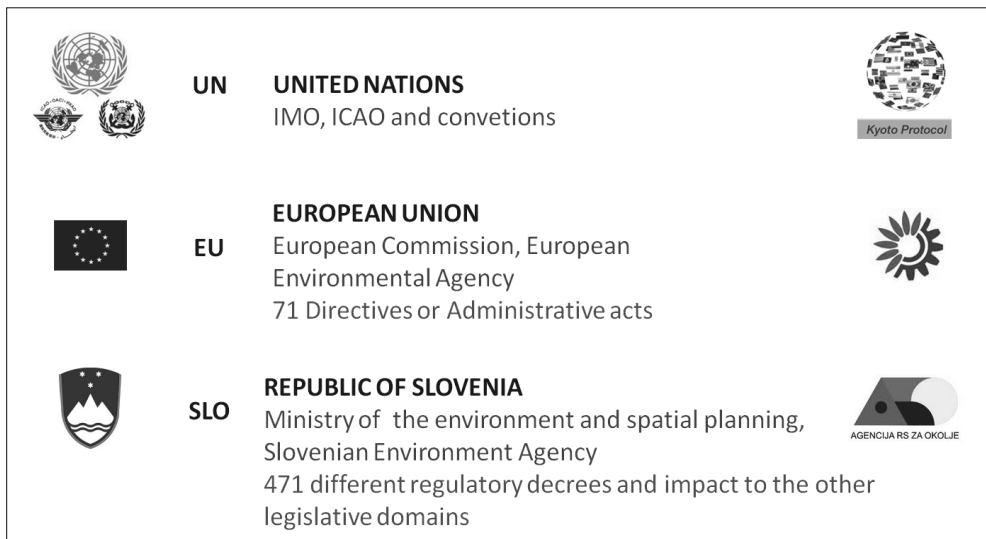 UN
UNITED NATIONS
IMO, ICAO and convetions
Kyoto Protocol
EU
EUROPEAN UNION
European Commission, European
Environmental Agency
71 Directives or Administrative acts
SLO
REPUBLIC OF SLOVENIA
Ministry of the environment and spatial planning,
Slovenian Environment Agency
471 different regulatory decrees and impact to the other
legislative domains
AGENCIJA RS ZA OKOLJE